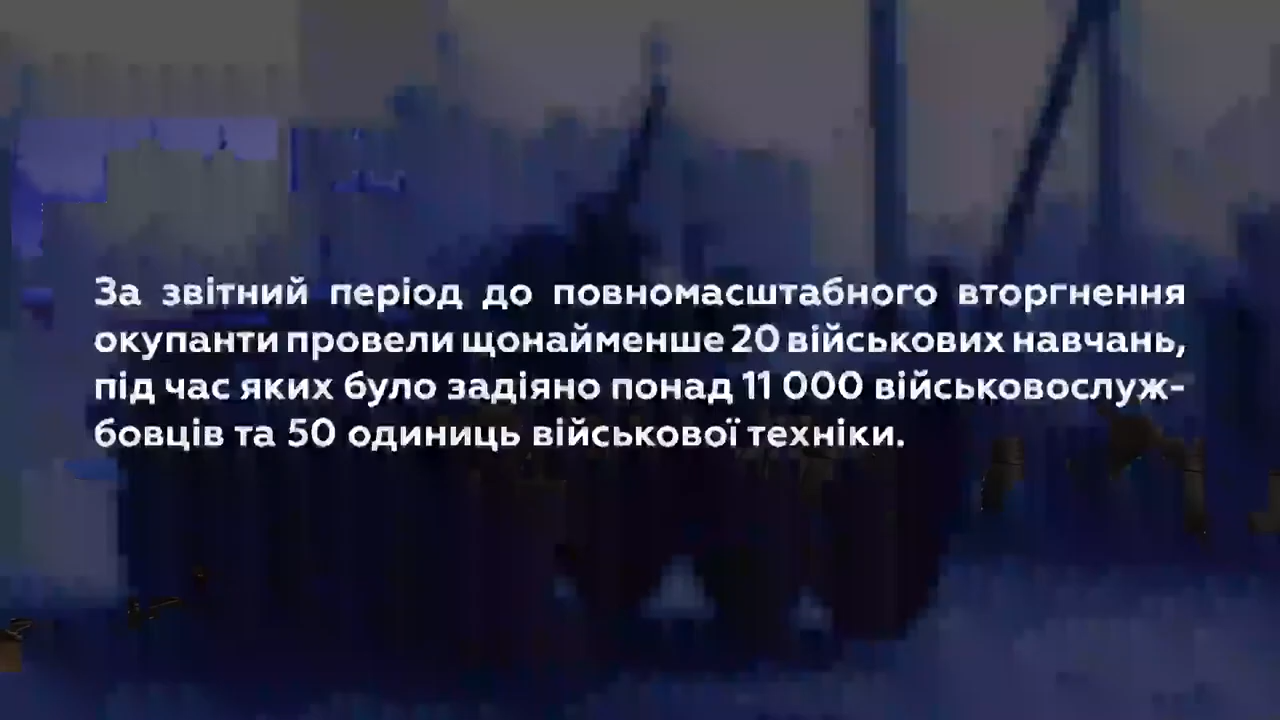 За звітний період до повномасштабного вторгнення
окупанти провели щонайменше 20 військових навчань,
під час яких було задіяно понад 11 000 військовослуж-
бовців та 50 одиниць військової техніки.